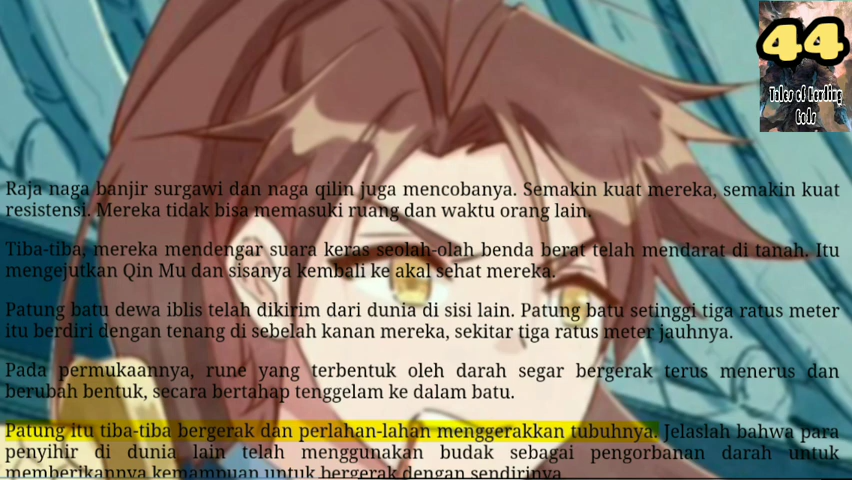 44
Tales of Herding
Gods
Raja naga banjir surgawi dan naga qilin juga mencobanya. Semakin kuat mereka, semakin kuat
resistensi. Mereka tidak bisa memasuki ruang dan waktu orang lain.
Tiba-tiba, mereka mendengar suara keras seolah-olah benda berat telah mendarat di tanah. Itu
mengejutkan Qin Mu dan sisanya kembali ke akal sehat mereka.
Patung batu dewa iblis telah dikirim dari dunia di sisi lain. Patung batu setinggi tiga ratus meter
itu berdiri dengan tenang di sebelah kanan mereka, sekitar tiga ratus meter jauhnya.
Pada permukaannya, rune yang terbentuk oleh darah segar bergerak terus menerus dan
berubah bentuk, secara bertahap tenggelam ke dalam batu.
Patung itu tiba-tiba bergerak dan perlahan-lahan menggerakkan tubuhnya. Jelaslah bahwa para
penyihir di dunia lain telah menggunakan budak sebagai pengorbanan darah untuk
memberikannya kemampuan untuk bergerak dengan sendirinya